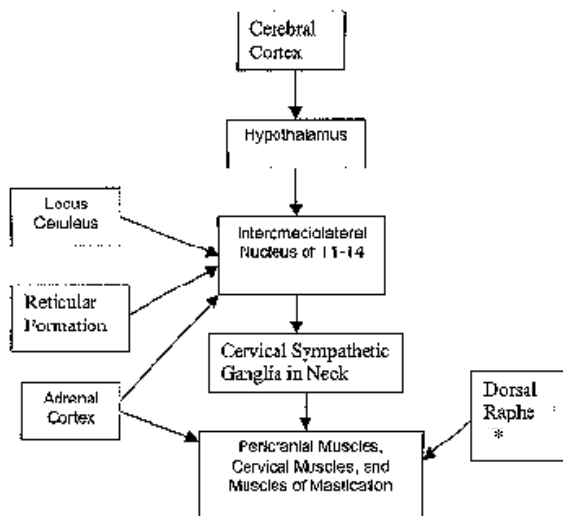 Cerebral
Cortex
Hypothalamus
Locus
Ceruleus
Intermediolateral
Nucleus of T1-T4
Reticular
Formation
Cervical Sympathetic
Ganglia in Neck
Adrenal
Cortex
Dorsal
Raphe
*
Pericranial Muscles,
Cervical Muscles, and
Muscles of Mastication